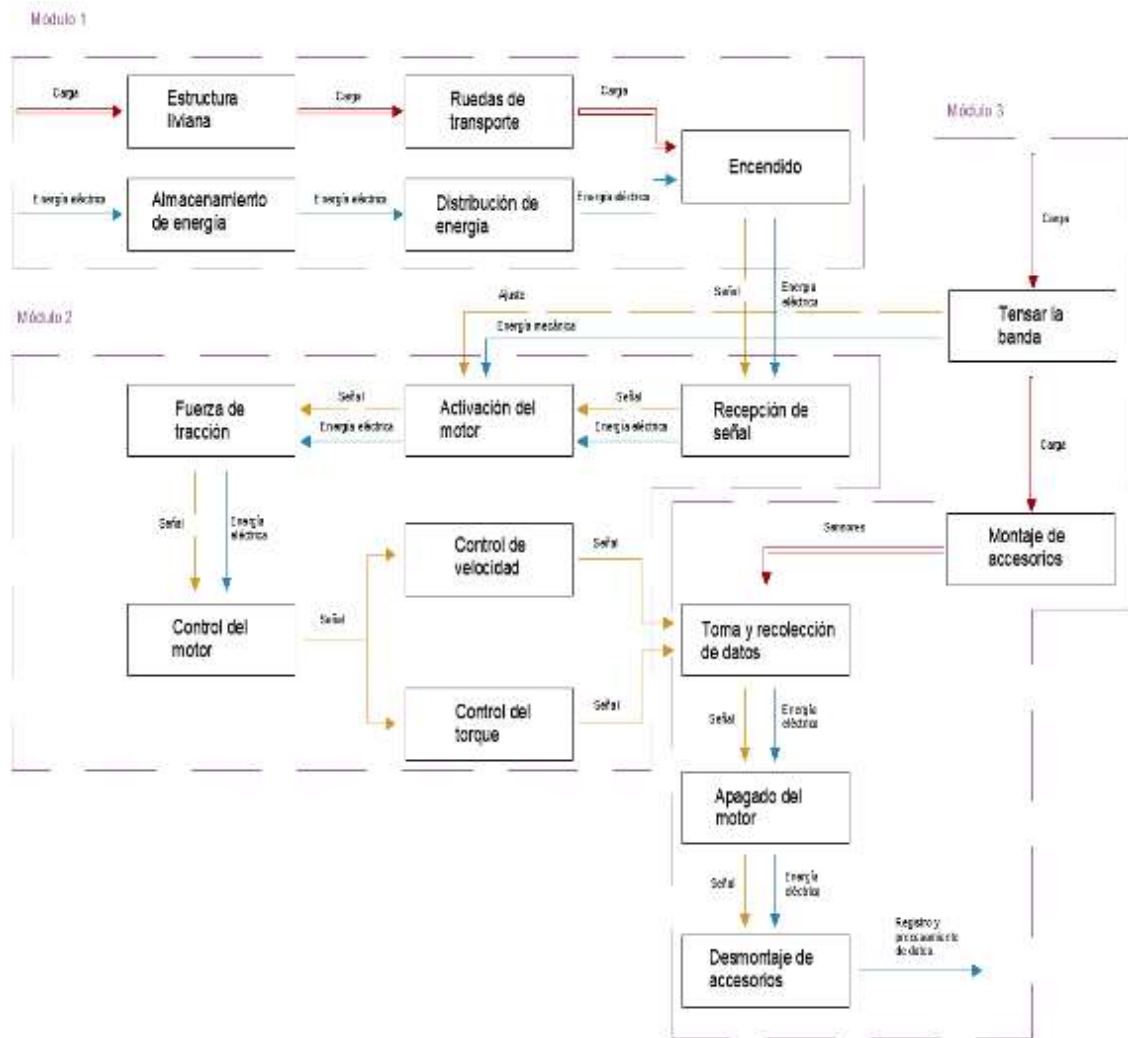 Módulo 1
Carga
Estructura
liviana
Carga
Ruedas de
transporte
Carga
Encendido
Módulo 3
Energía eléctrica
Almacenamiento
de energía
Energía eléctrica
Distribución de
energía
Energía eléctrica
Carga
Señal
Energía
eléctrica
Ajuste
Tensar la
banda
Módulo 2
Energía mecánica
Fuerza de
tracción
Señal
Energía eléctrica
Activación del
motor
Señal
Energía eléctrica
Recepción de
señal
Carga
Señal
Energía
eléctrica
Control de
velocidad
Señal
Sensores
Montaje de
accesorios
Control del
motor
Señal
Toma y recolección
de datos
Control del
torque
Señal
Señal
Energía
eléctrica
Apagado del
motor
Señal
Energía
eléctrica
Desmontaje de
accesorios
Registro y
procesamiento
de datos